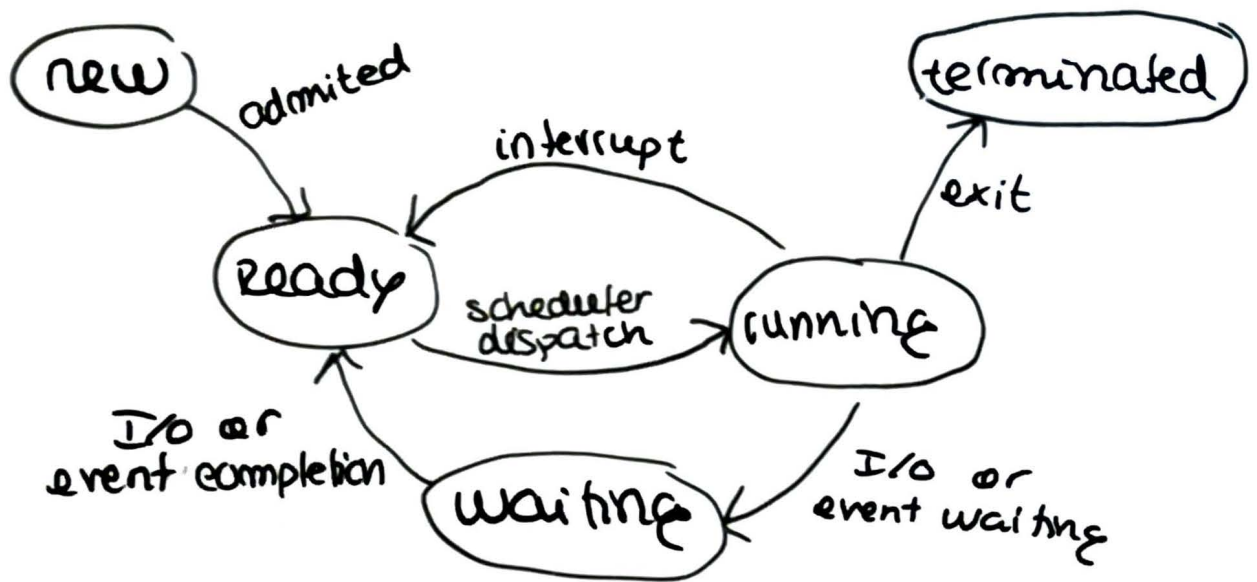 new
admited
terminated
interrupt
exit
Ready
scheduler
dispatch
running
I/O or
event completion
waiting
I/O or
event waiting